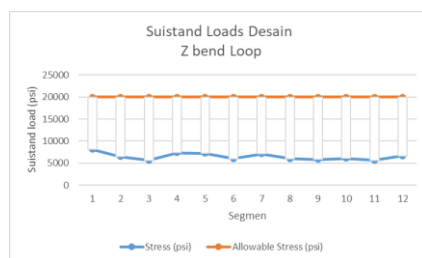 Suistand Loads Desain
Z bend Loop
Suistand load (psi)
25000
20000
15000
10000
5000
0
1 2 3 4 5 6 7 8 9 10 11 12
Segmen
Stress (psi) Allowable Stress (psi)